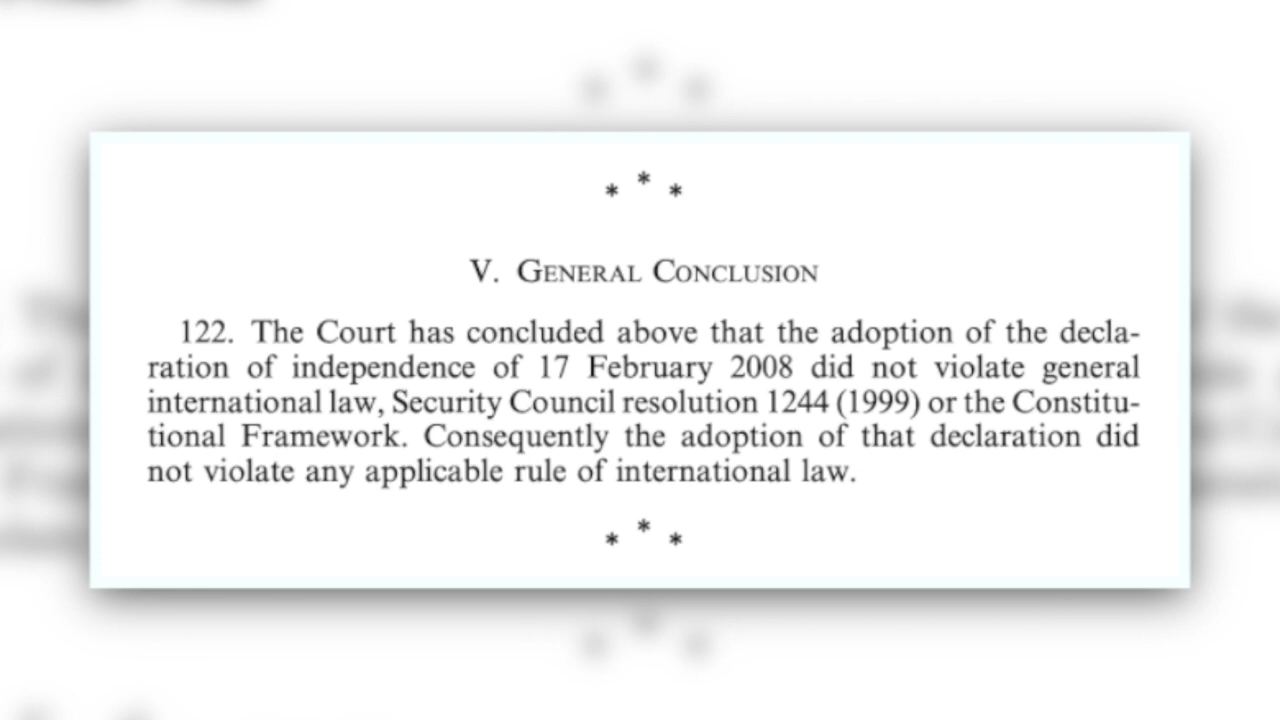 * * *
V. GENERAL CONCLUSION
122. The Court has concluded above that the adoption of the decla-
ration of independence of 17 February 2008 did not violate general
international law, Security Council resolution 1244 (1999) or the Constitu-
tional Framework. Consequently the adoption of that declaration did
not violate any applicable rule of international law.
* * *